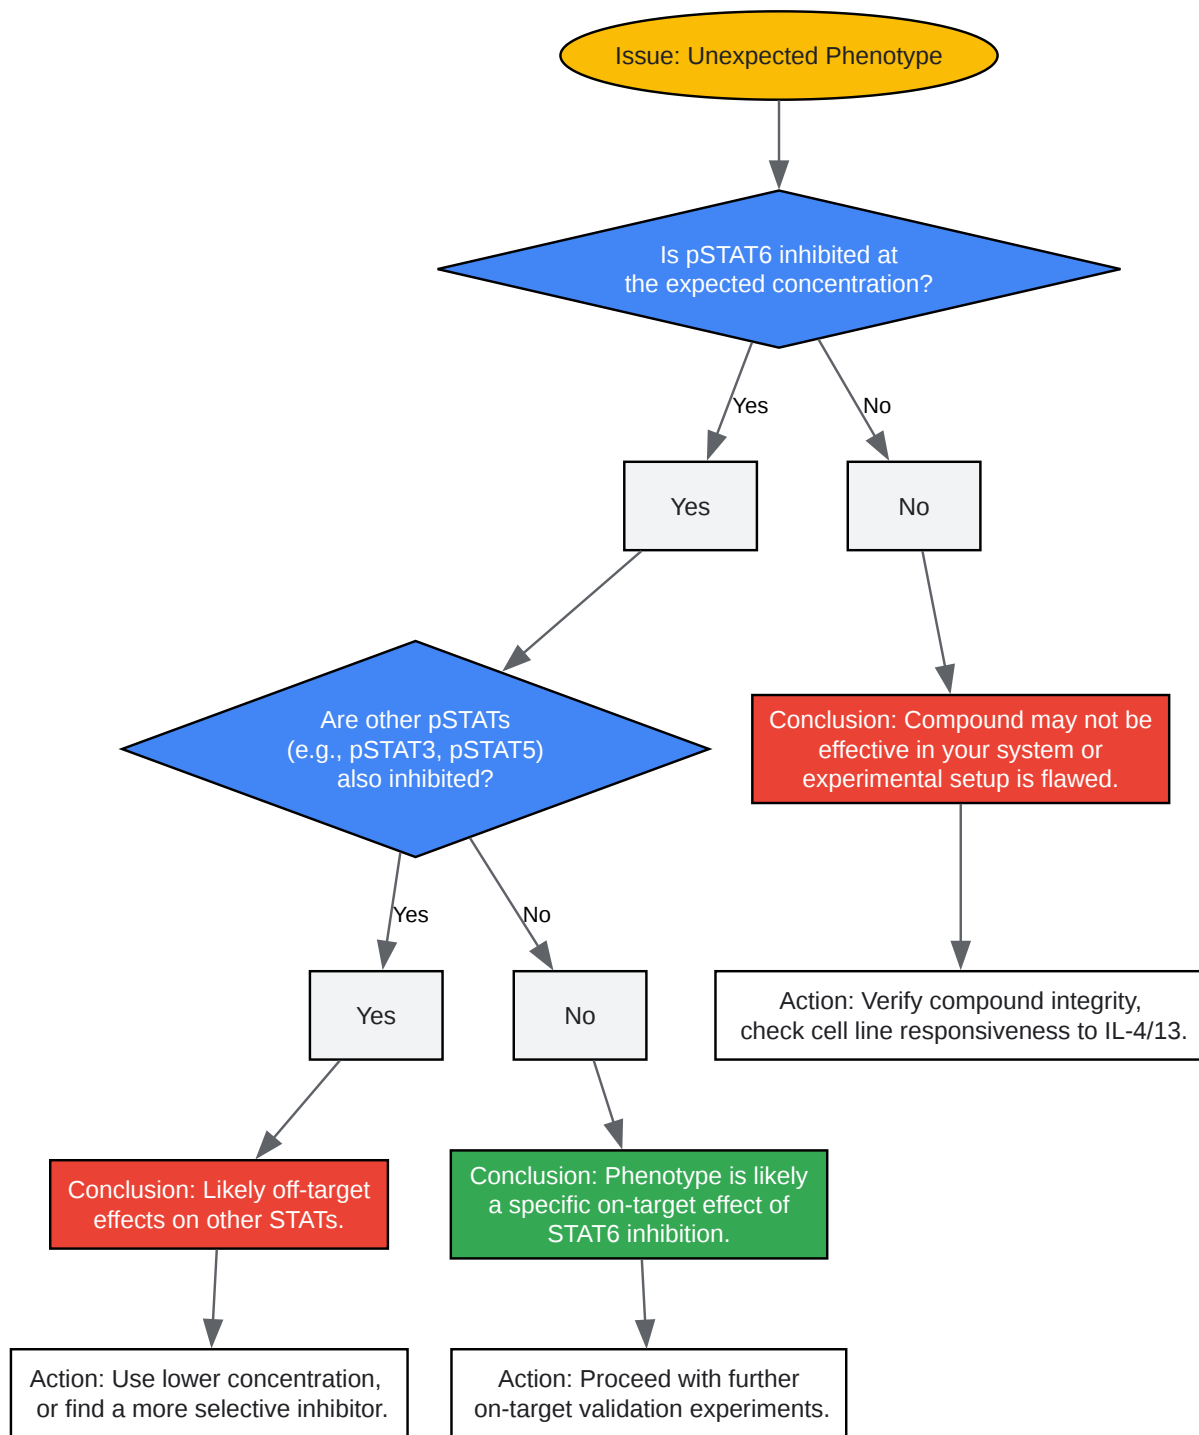 Issue: Unexpected Phenotype
Is pSTAT6 inhibited at
the expected concentration?
Yes
No
Yes
No
Are other pSTATs
(e.g., pSTAT3, pSTAT5)
also inhibited?
Conclusion: Compound may not be
effective in your system or
experimental setup is flawed.
Yes
No
Yes
No
Action: Verify compound integrity,
check cell line responsiveness to IL-4/13.
Conclusion: Likely off-target
effects on other STATs.
Conclusion: Phenotype is likely
a specific on-target effect of
STAT6 inhibition.
Action: Use lower concentration,
or find a more selective inhibitor.
Action: Proceed with further
on-target validation experiments.